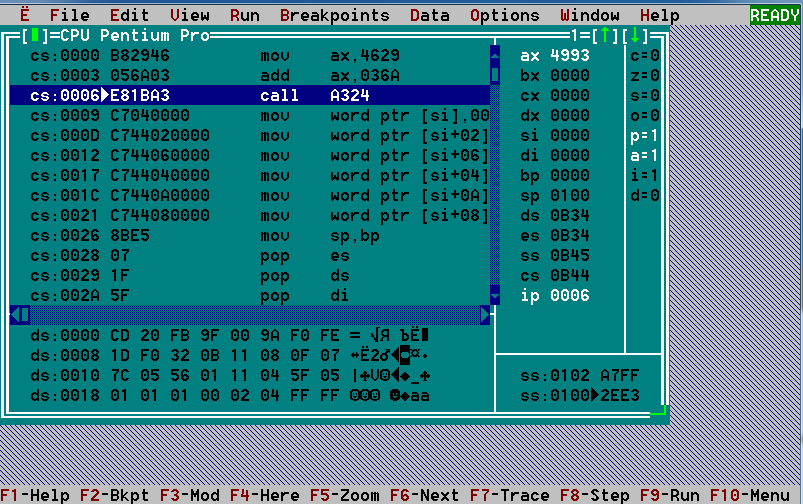 Ë File Edit View Run Breakpoints Data Options Window Help READY
[■]=CPU Pentium Pro 1=[↑][↓]
cs:0000 B82946 mov ax,4629 ax 4993 c=0
cs:0003 056A03 add ax,036A bx 0000 z=0
cs:0006►E81BA3 call A324 cx 0000 s=0
cs:0009 C7040000 mov word ptr [si],00 dx 0000 o=0
cs:000D C744020000 mov word ptr [si+02] si 0000 p=1
cs:0012 C744060000 mov word ptr [si+06] di 0000 a=1
cs:0017 C744040000 mov word ptr [si+04] bp 0000 i=1
cs:001C C7440A0000 mov word ptr [si+0A] sp 0100 d=0
cs:0021 C744080000 mov word ptr [si+08] ds 0B34
cs:0026 8BE5 mov sp,bp es 0B34
cs:0028 07 pop es ss 0B45
cs:0029 1F pop ds cs 0B44
cs:002A 5F pop di ip 0006
ds:0000 CD 20 FB 9F 00 9A F0 FE = √Я ЪЁ■
ds:0008 1D F0 32 0B 11 08 0F 07 ↔Ё2♂◄◘☼•
ds:0010 7C 05 56 01 11 04 5F 05 |♣V☺◄♦_♣ ss:0102 A7FF
ds:0018 01 01 01 00 02 04 FF FF ☺☺☺ ☻♦aa ss:0100►2EE3
F1-Help F2-Bkpt F3-Mod F4-Here F5-Zoom F6-Next F7-Trace F8-Step F9-Run F10-Menu